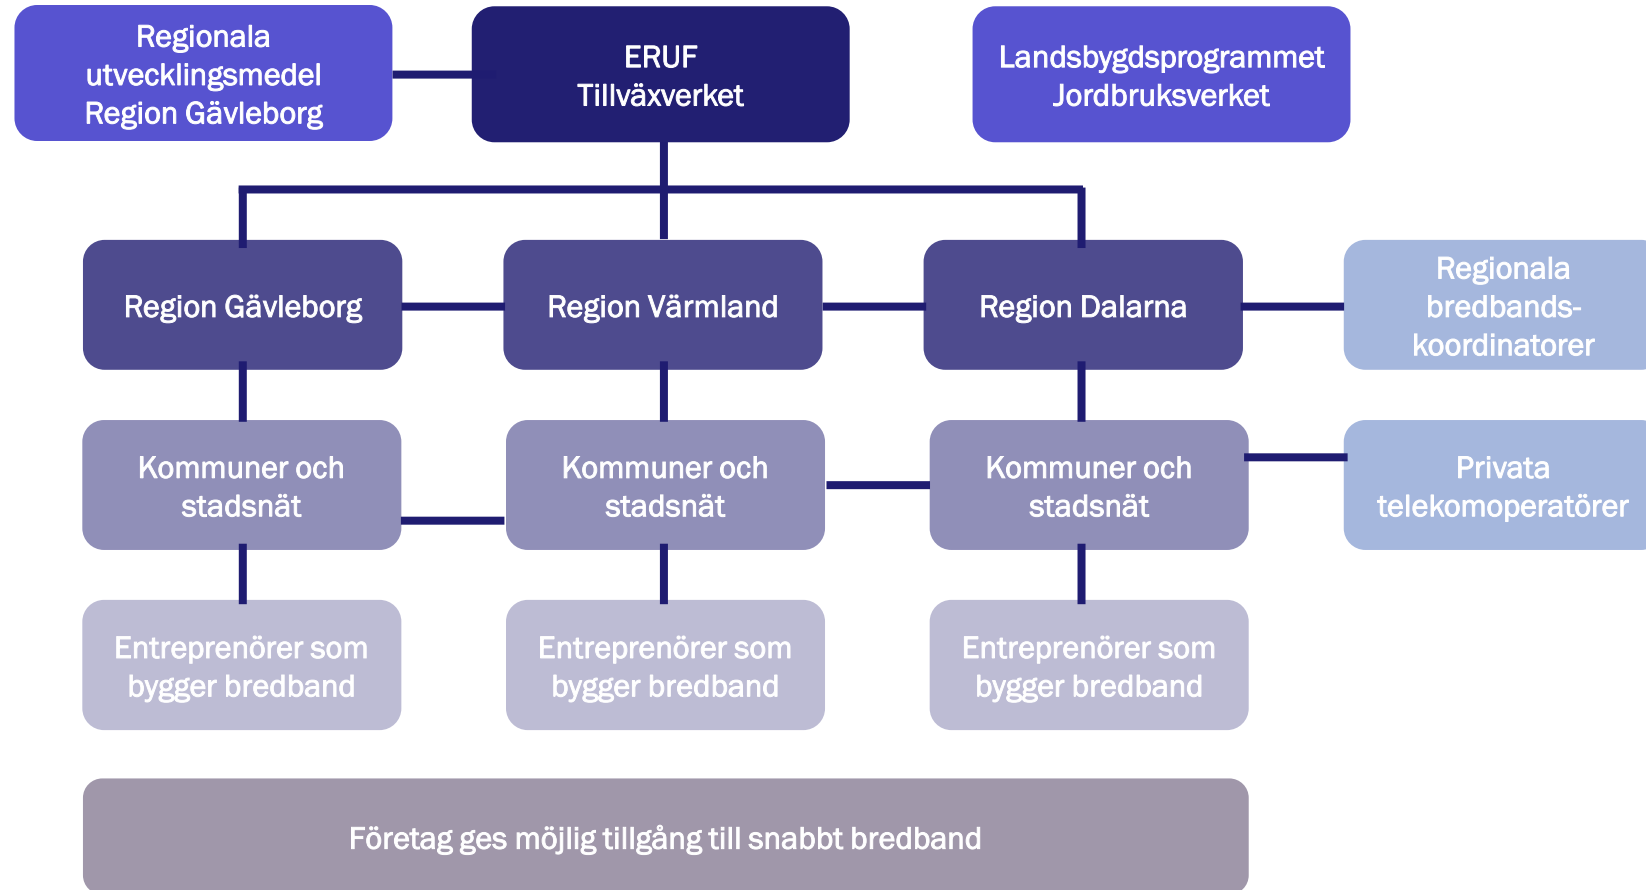 Regionala
utvecklingsmedel
Region Gävleborg
ERUF
Tillväxverket
Landsbygdsprogrammet
Jordbruksverket
Region Gävleborg
Region Värmland
Region Dalarna
Regionala
bredbands-
koordinatorer
Kommuner och
stadsnät
Kommuner och
stadsnät
Kommuner och
stadsnät
Privata
telekomoperatörer
Entreprenörer som
bygger bredband
Entreprenörer som
bygger bredband
Entreprenörer som
bygger bredband
Företag ges möjlig tillgång till snabbt bredband